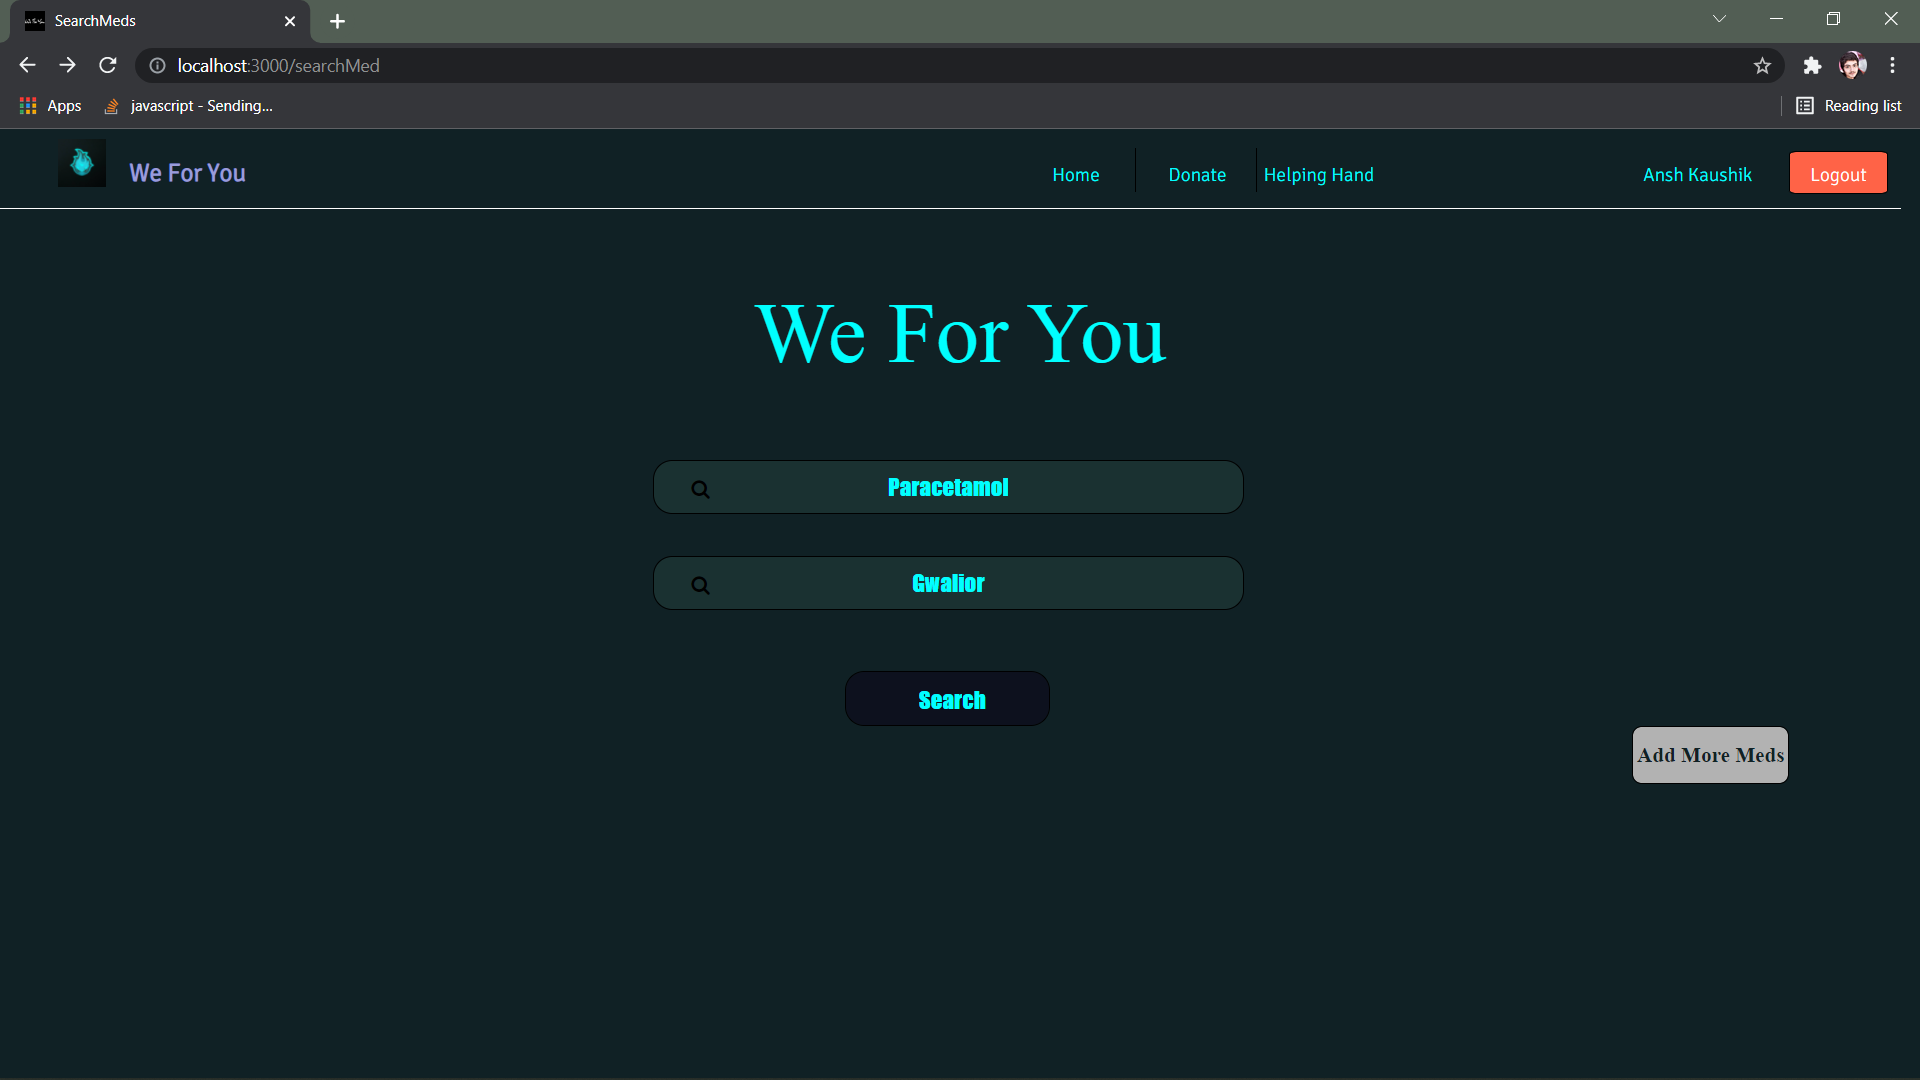 SearchMeds
localhost:3000/searchMed
Apps javascript - Sending... Reading list
We For You Home Donate Helping Hand Ansh Kaushik Logout
We For You
Paracetamol
Gwalior
Search
Add More Meds